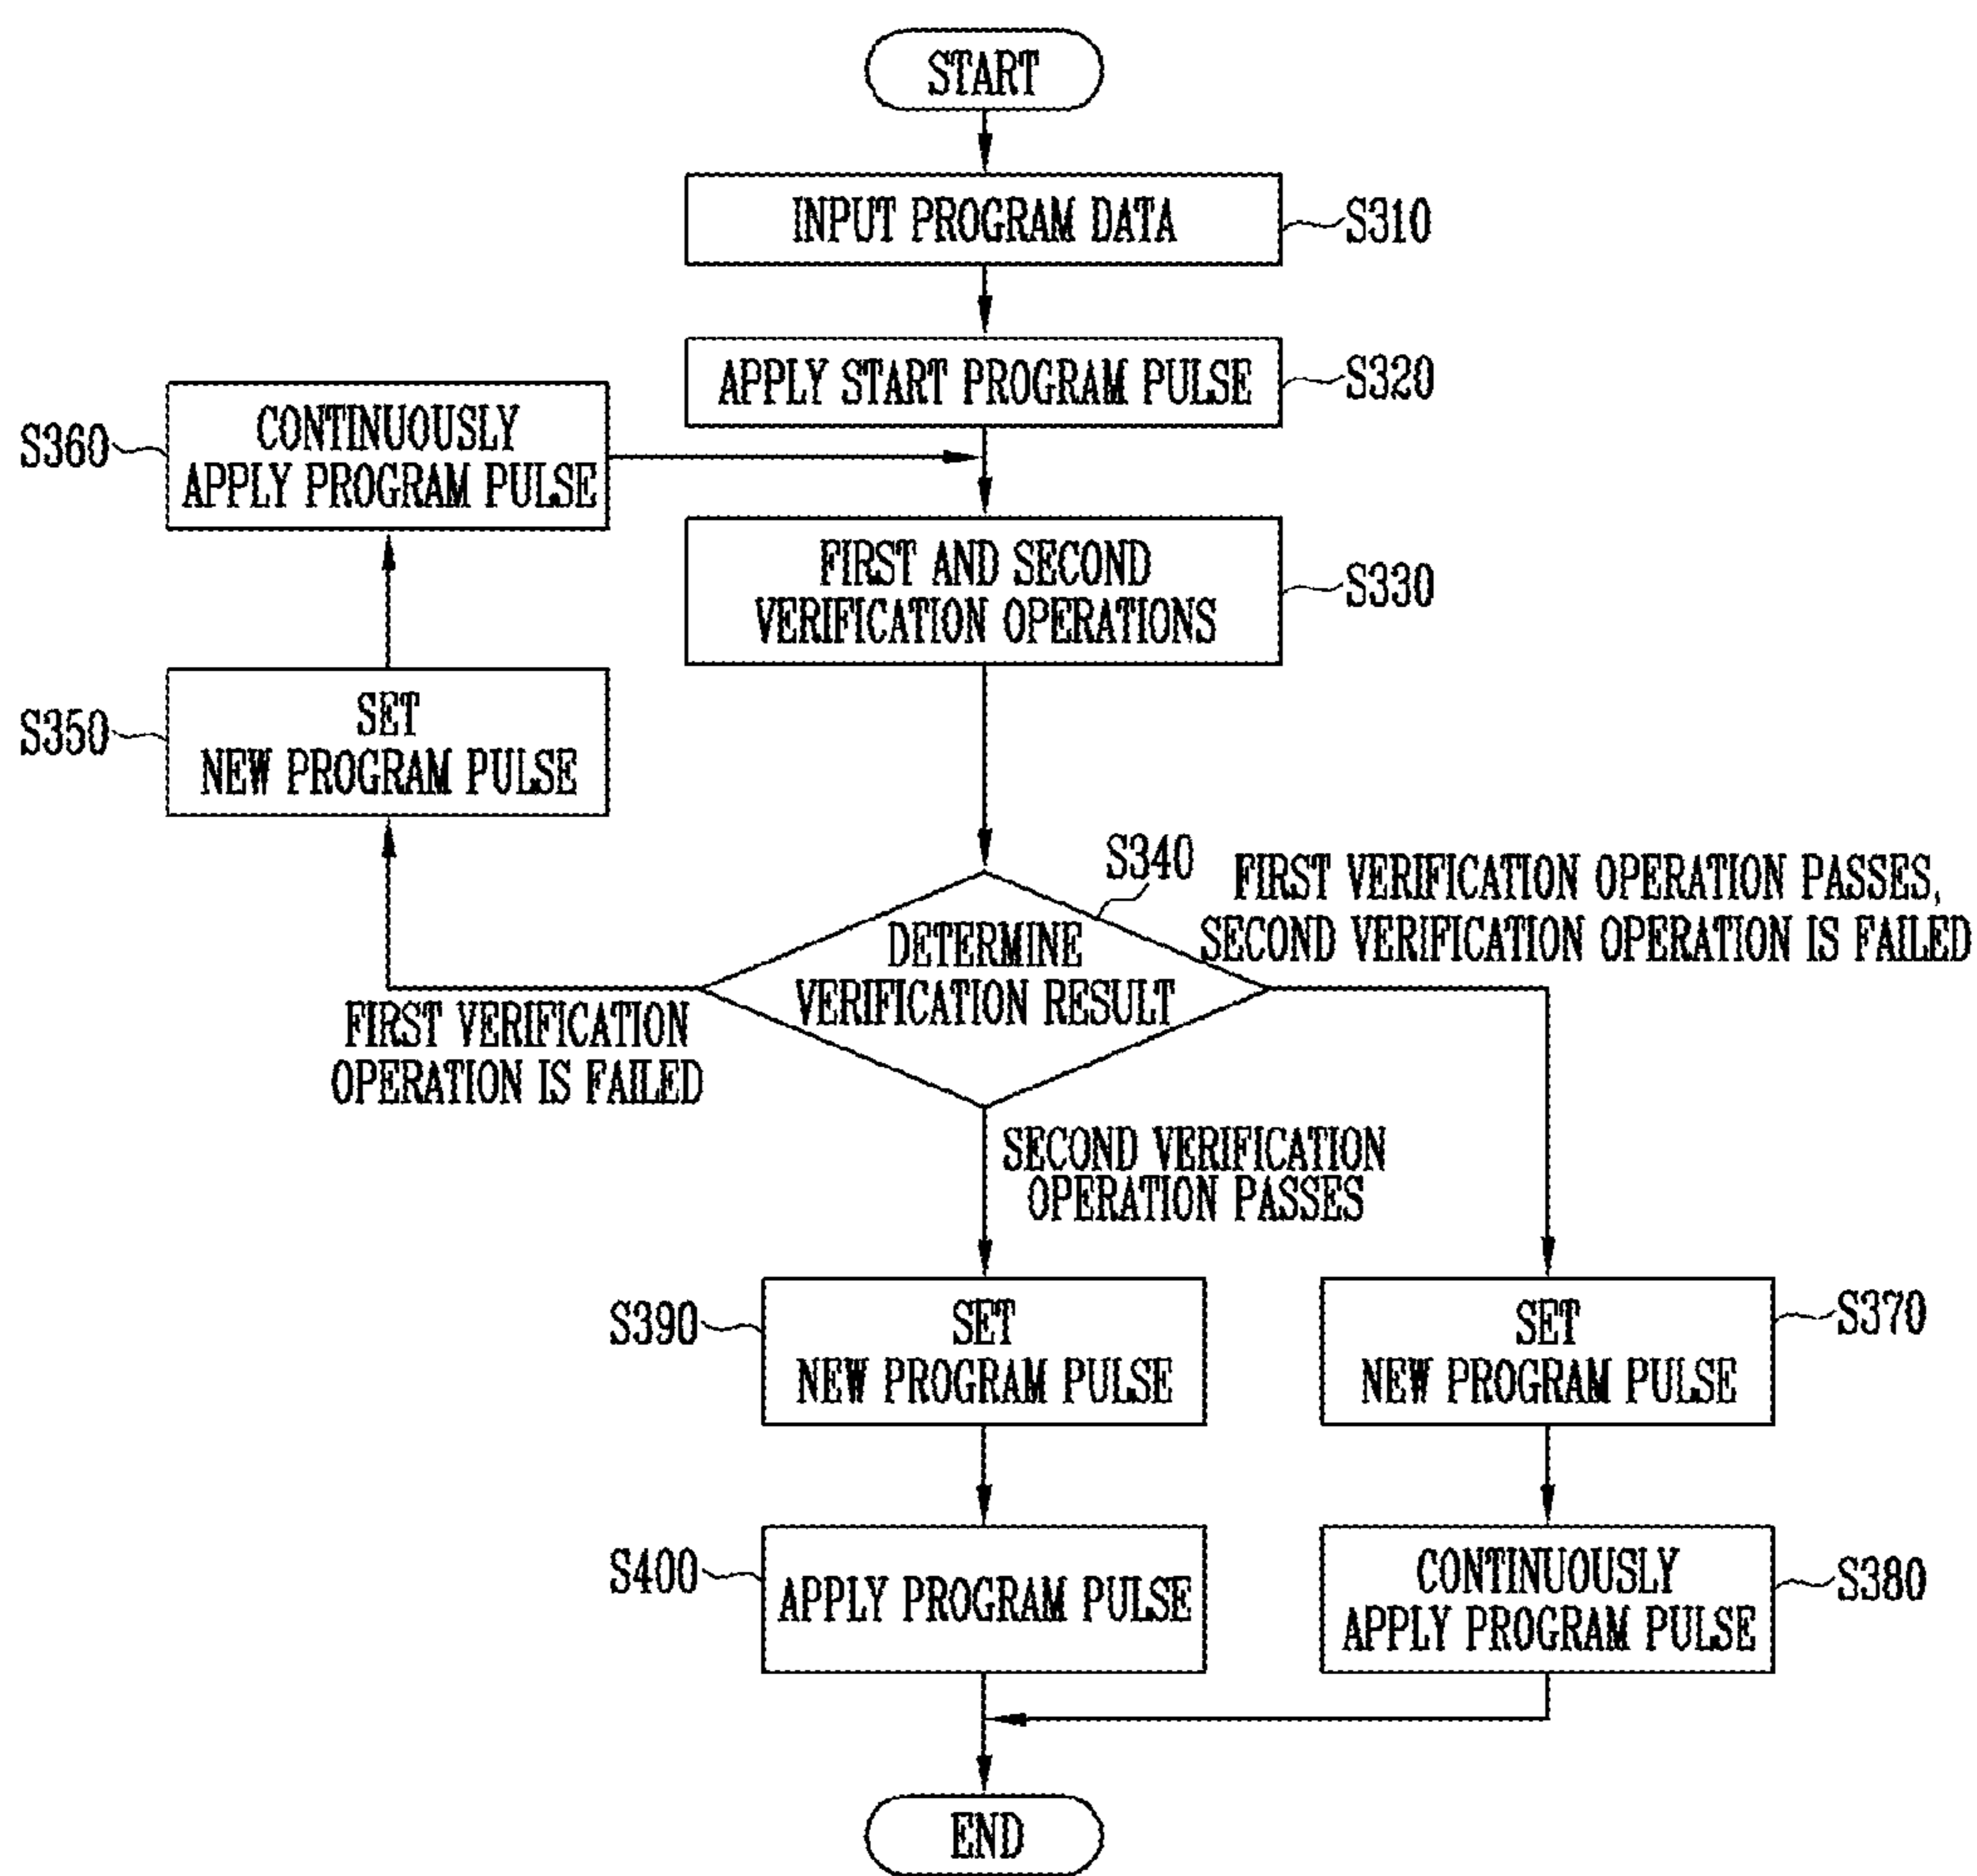 START
INPUT PROGRAM DATA
S310
APPLY START PROGRAM PULSE
S320
CONTINUOUSLY
APPLY PROGRAM PULSE
S360
FIRST AND SECOND
VERIFICATION OPERATIONS
S330
SET
NEW PROGRAM PULSE
S350
S340
DETERMINE
VERIFICATION RESULT
FIRST VERIFICATION OPERATION PASSES,
SECOND VERIFICATION OPERATION IS FAILED
FIRST VERIFICATION
OPERATION IS FAILED
SECOND VERIFICATION
OPERATION PASSES
S390
SET
NEW PROGRAM PULSE
SET
NEW PROGRAM PULSE
S370
S400
APPLY PROGRAM PULSE
CONTINUOUSLY
APPLY PROGRAM PULSE
S380
END